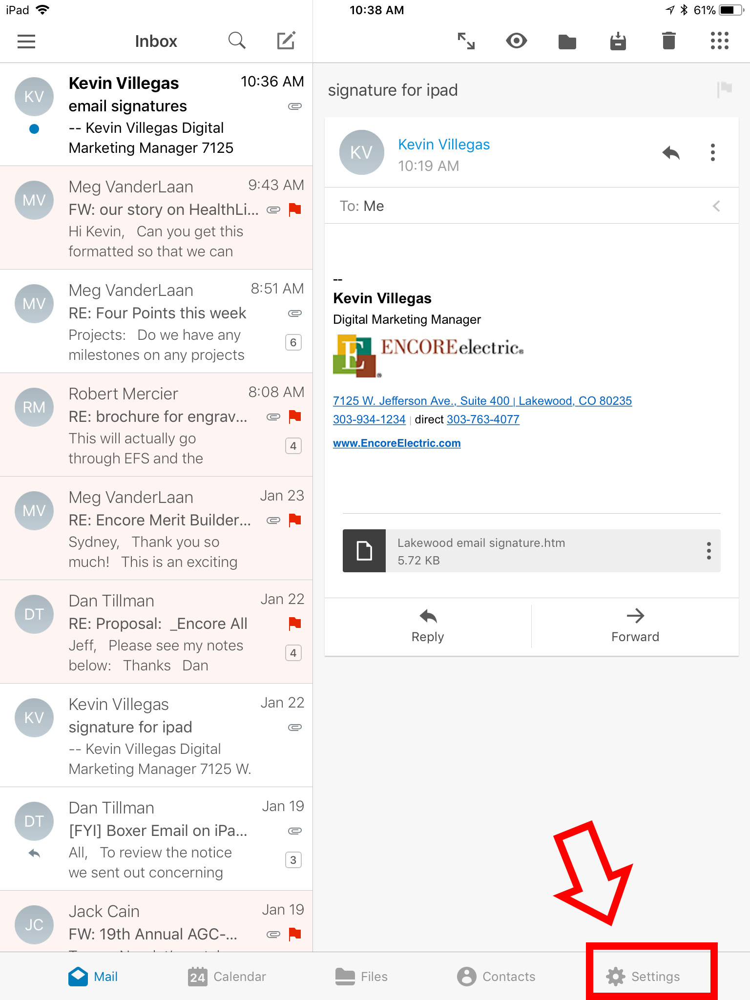 iPad
10:38 AM
61%
Inbox
KV
Kevin Villegas
10:36 AM
email signatures
-- Kevin Villegas Digital
Marketing Manager 7125
MV
Meg VanderLaan
9:43 AM
FW: our story on HealthLi...
Hi Kevin, Can you get this
formatted so that we can
MV
Meg VanderLaan
8:51 AM
RE: Four Points this week
Projects: Do we have any
6
milestones on any projects
RM
Robert Mercier
8:08 AM
RE: brochure for engrav...
This will actually go
4
through EFS and the
MV
Meg VanderLaan
Jan 23
RE: Encore Merit Builder...
Sydney, Thank you so
much! This is an exciting
DT
Dan Tillman
Jan 22
RE: Proposal: _Encore All
Jeff, Please see my notes
4
below: Thanks Dan
KV
Kevin Villegas
Jan 22
signature for ipad
-- Kevin Villegas Digital
Marketing Manager 7125 W.
DT
Dan Tillman
Jan 19
[FYI] Boxer Email on iPa...
All, To review the notice
3
we sent out concerning
JC
Jack Cain
Jan 19
FW: 19th Annual AGC-...
signature for ipad
KV
Kevin Villegas
10:19 AM
To: Me
--
Kevin Villegas
Digital Marketing Manager
E® ENCOREelectric®
7125 W. Jefferson Ave., Suite 400 | Lakewood, CO 80235
303-934-1234 | direct 303-763-4077
www.EncoreElectric.com
Lakewood email signature.htm
5.72 KB
Reply
Forward
Mail
24 Calendar
Files
Contacts
Settings